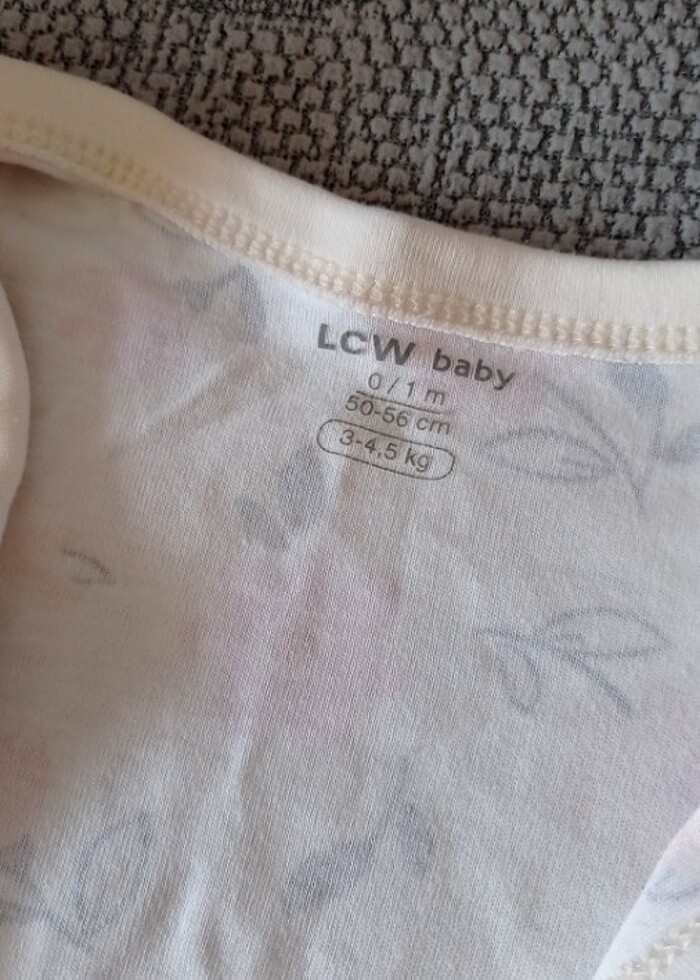 LCW baby
0 / 1 m
50-56 cm
3-4,5 kg